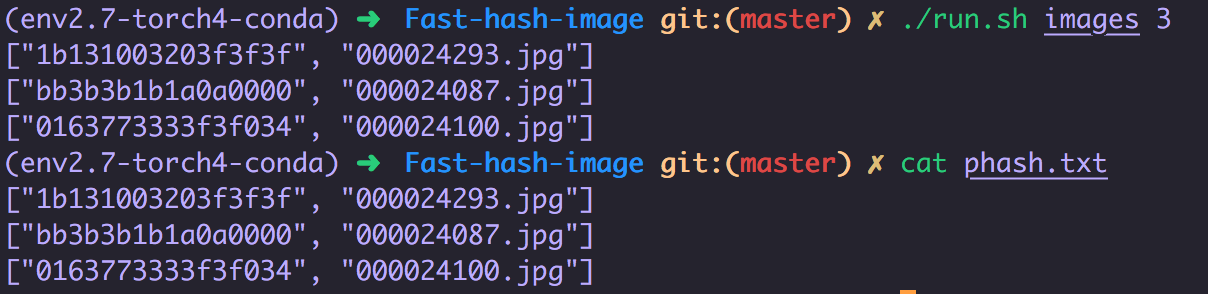 (env2.7-torch4-conda) ➜ Fast-hash-image git:(master) ✗ ./run.sh images 3
["1b131003203f3f3f", "000024293.jpg"]
["bb3b3b1b1a0a0000", "000024087.jpg"]
["0163773333f3f034", "000024100.jpg"]
(env2.7-torch4-conda) ➜ Fast-hash-image git:(master) ✗ cat phash.txt
["1b131003203f3f3f", "000024293.jpg"]
["bb3b3b1b1a0a0000", "000024087.jpg"]
["0163773333f3f034", "000024100.jpg"]